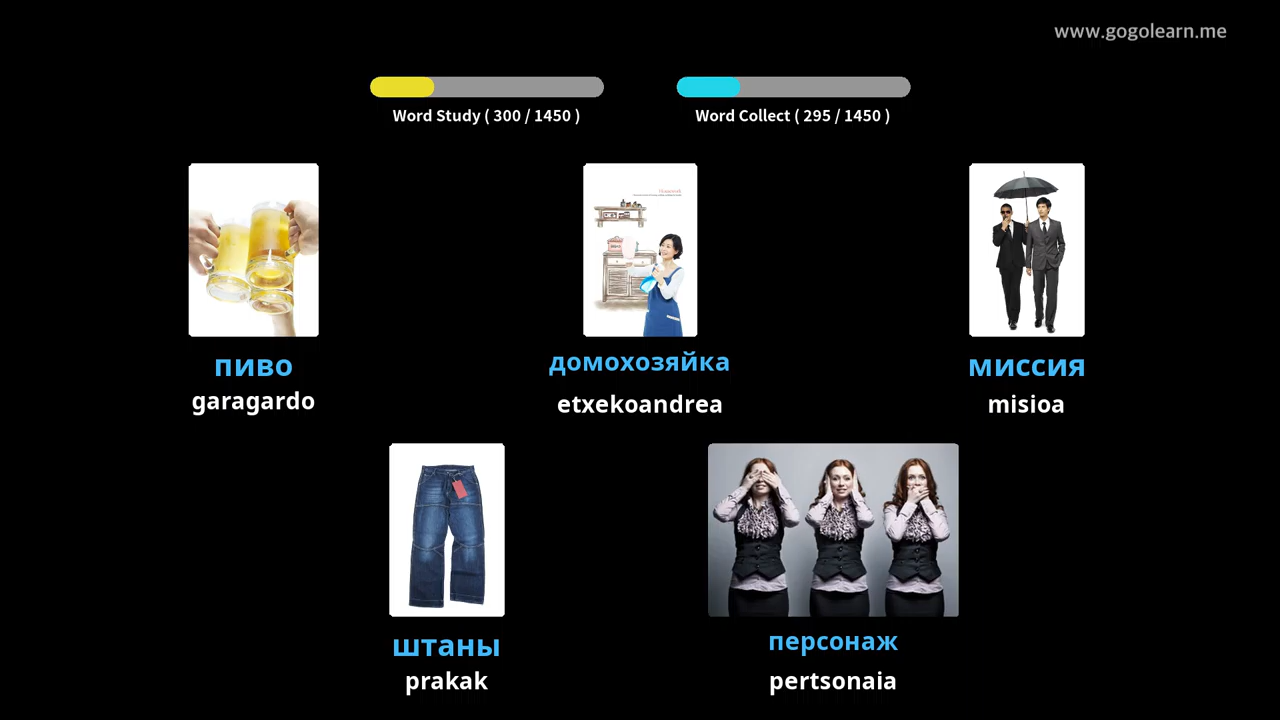 www.gogolearn.me
Word Study ( 300 / 1450 )
Word Collect ( 295 / 1450 )
пиво
garagardo
домохозяйка
etxekoandrea
миссия
misioa
штаны
prakak
персонаж
pertsonaia